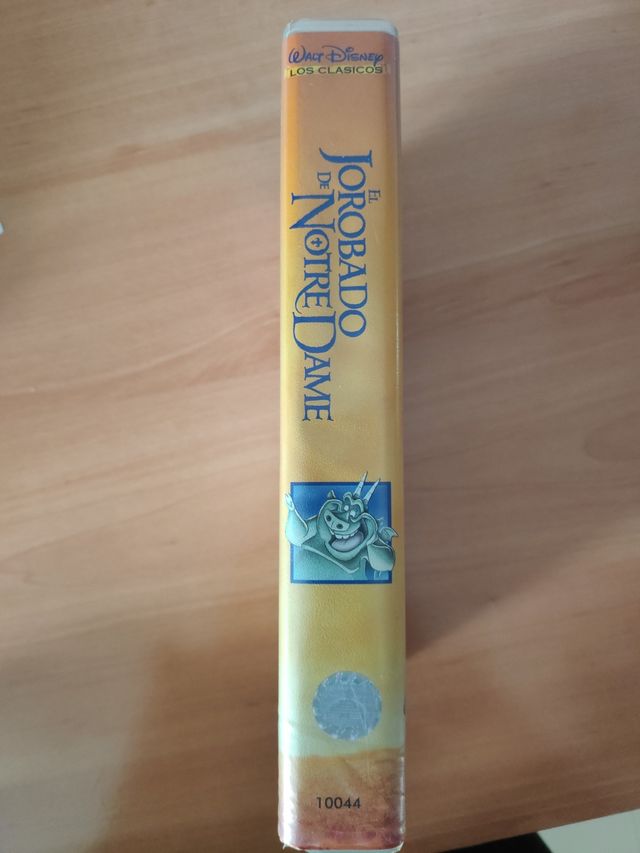 WALT DISNEY
LOS CLASICOS
EL
JOROBADO
DE
NOTRE DAME
10044